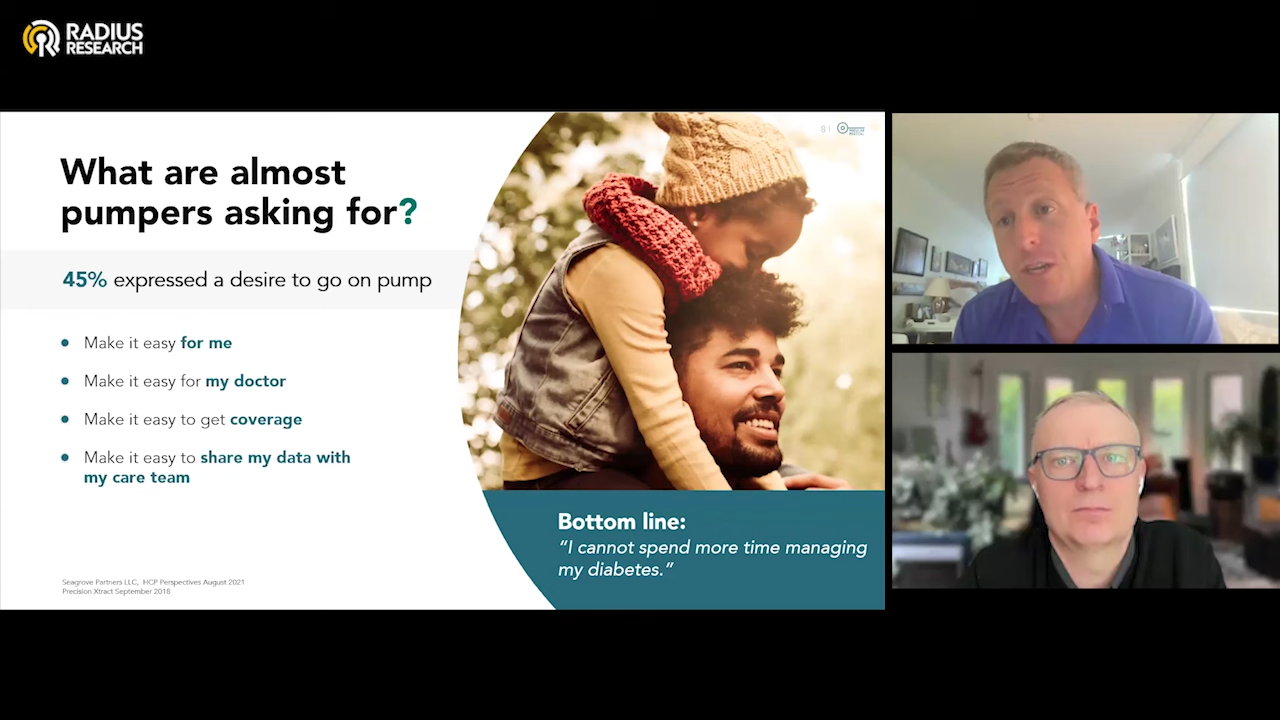 RADIUS
RESEARCH
8 |
What are almost
pumpers asking for?
45% expressed a desire to go on pump
• Make it easy for me
• Make it easy for my doctor
• Make it easy to get coverage
• Make it easy to share my data with
my care team
Bottom line:
“I cannot spend more time managing
my diabetes.”
Seagrove Partners LLC, HCP Perspectives August 2021
Precision Xtract September 2018